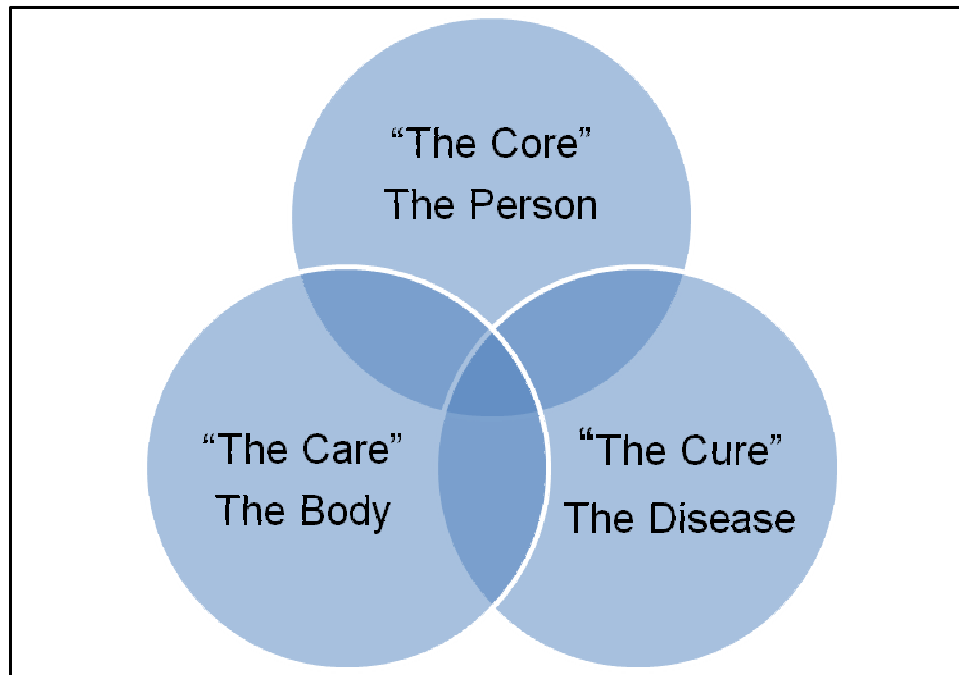 “The Core”
The Person
“The Care”
The Body
“The Cure”
The Disease